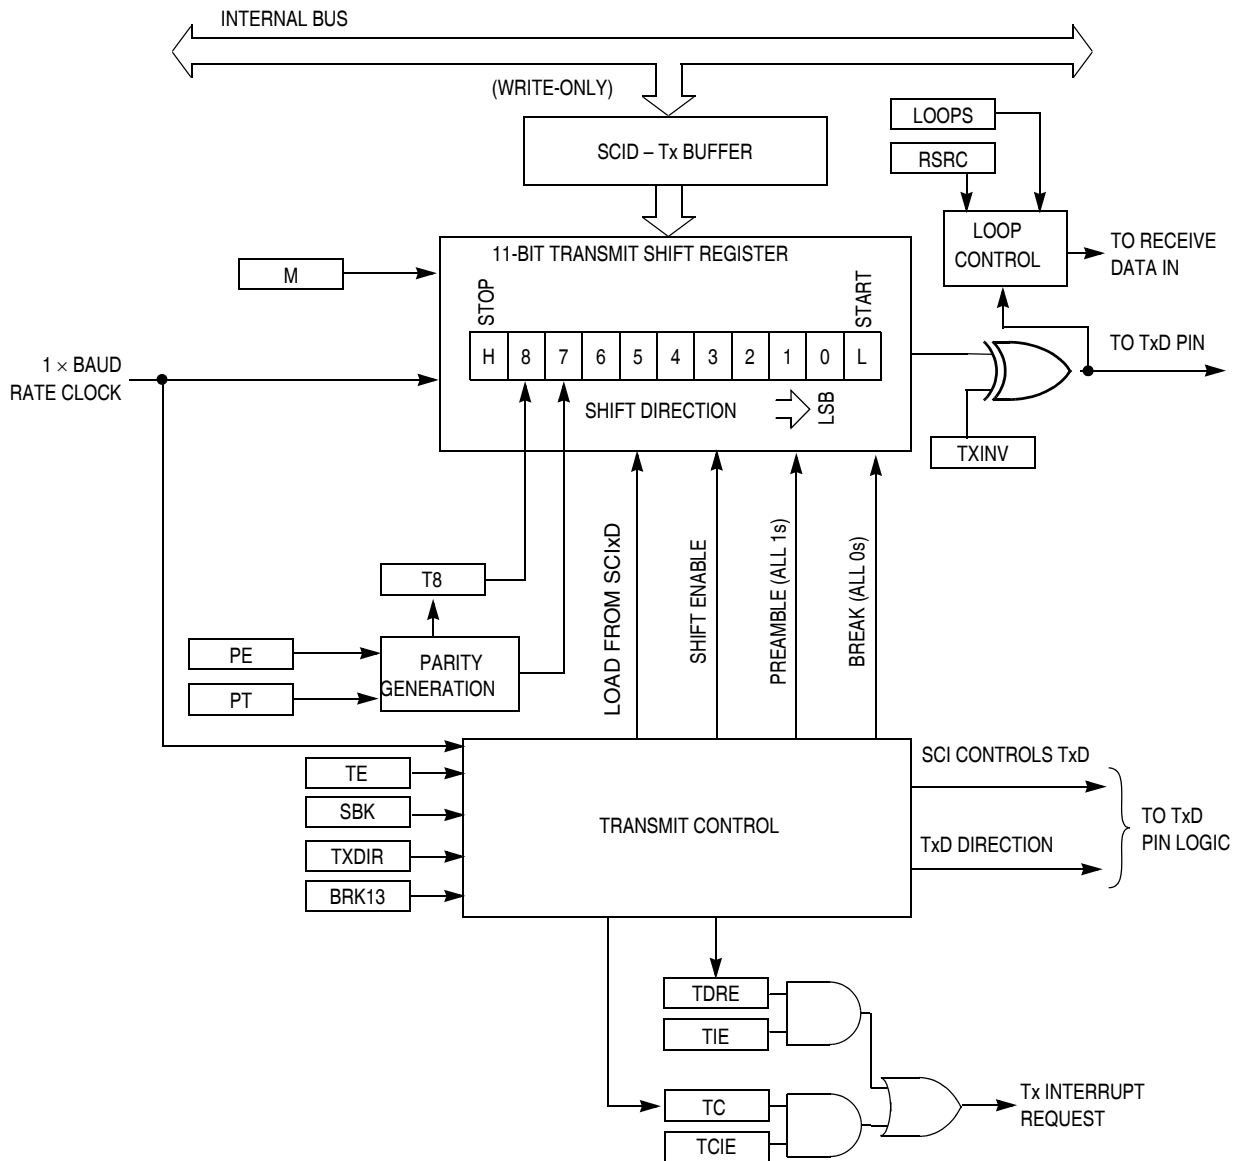 INTERNAL BUS
(WRITE-ONLY)
SCID – Tx BUFFER
LOOPS
RSRC
LOOP
CONTROL
TO RECEIVE
DATA IN
11-BIT TRANSMIT SHIFT REGISTER
M
STOP
START
H 8 7 6 5 4 3 2 1 0 L
1 × BAUD
RATE CLOCK
SHIFT DIRECTION
LSB
TO TxD PIN
TXINV
LOAD FROM SCIxD
SHIFT ENABLE
PREAMBLE (ALL 1s)
BREAK (ALL 0s)
T8
PE
PT
PARITY
GENERATION
TE
SBK
TXDIR
BRK13
TRANSMIT CONTROL
SCI CONTROLS TxD
TxD DIRECTION
TO TxD
PIN LOGIC
TDRE
TIE
TC
TCIE
Tx INTERRUPT
REQUEST